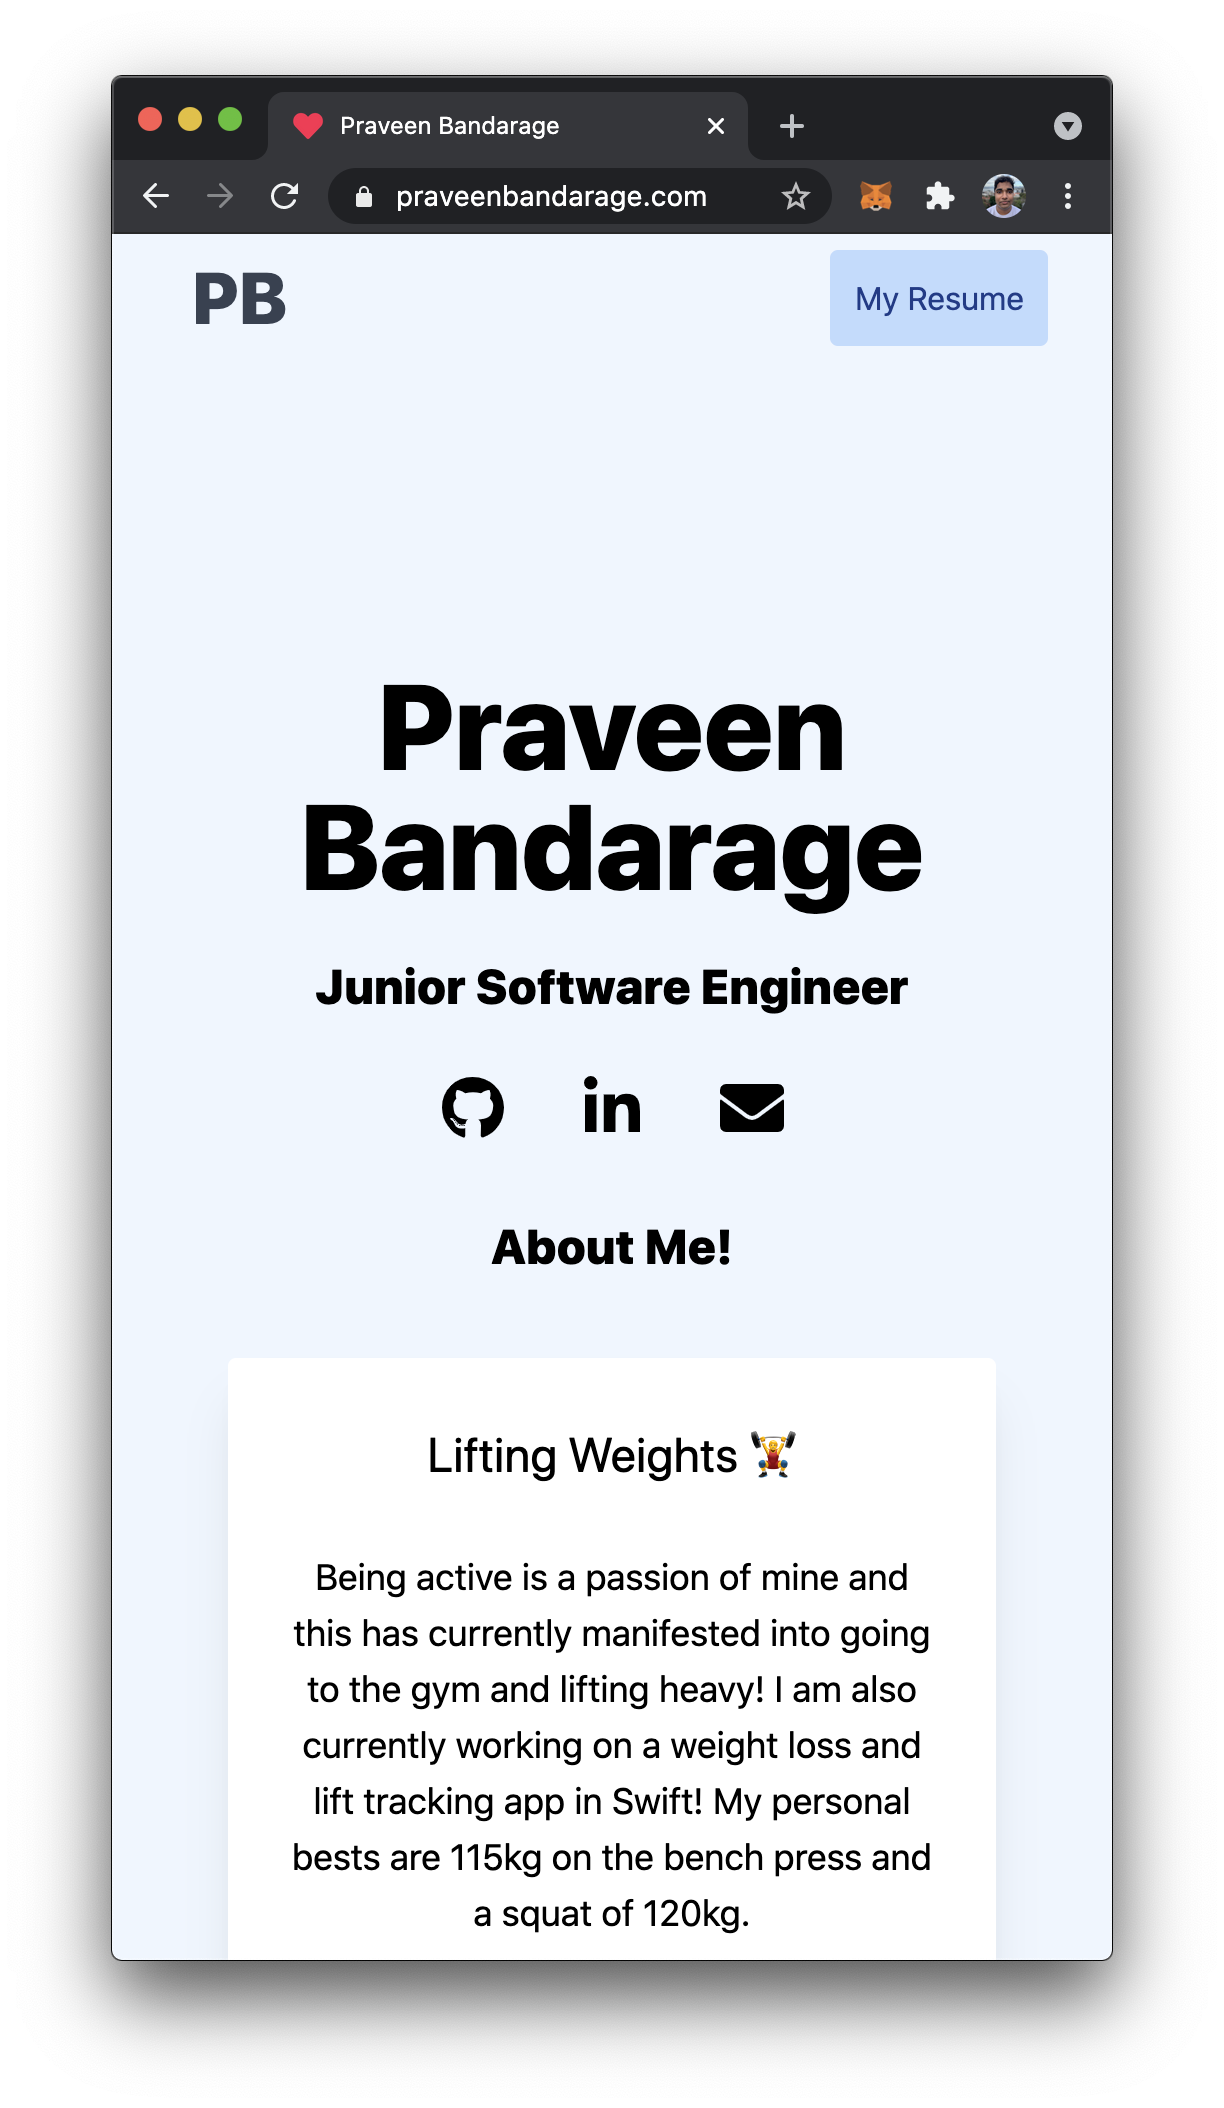 Praveen Bandarage
praveenbandarage.com
PB
My Resume
Praveen
Bandarage
Junior Software Engineer
in
About Me!
Lifting Weights 🏋️
Being active is a passion of mine and
this has currently manifested into going
to the gym and lifting heavy! I am also
currently working on a weight loss and
lift tracking app in Swift! My personal
bests are 115kg on the bench press and
a squat of 120kg.